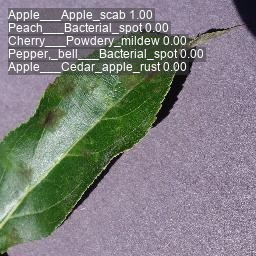 Apple___Apple_scab 1.00
Peach___Bacterial_spot 0.00
Cherry___Powdery_mildew 0.00
Pepper,_bell___Bacterial_spot 0.00
Apple___Cedar_apple_rust 0.00